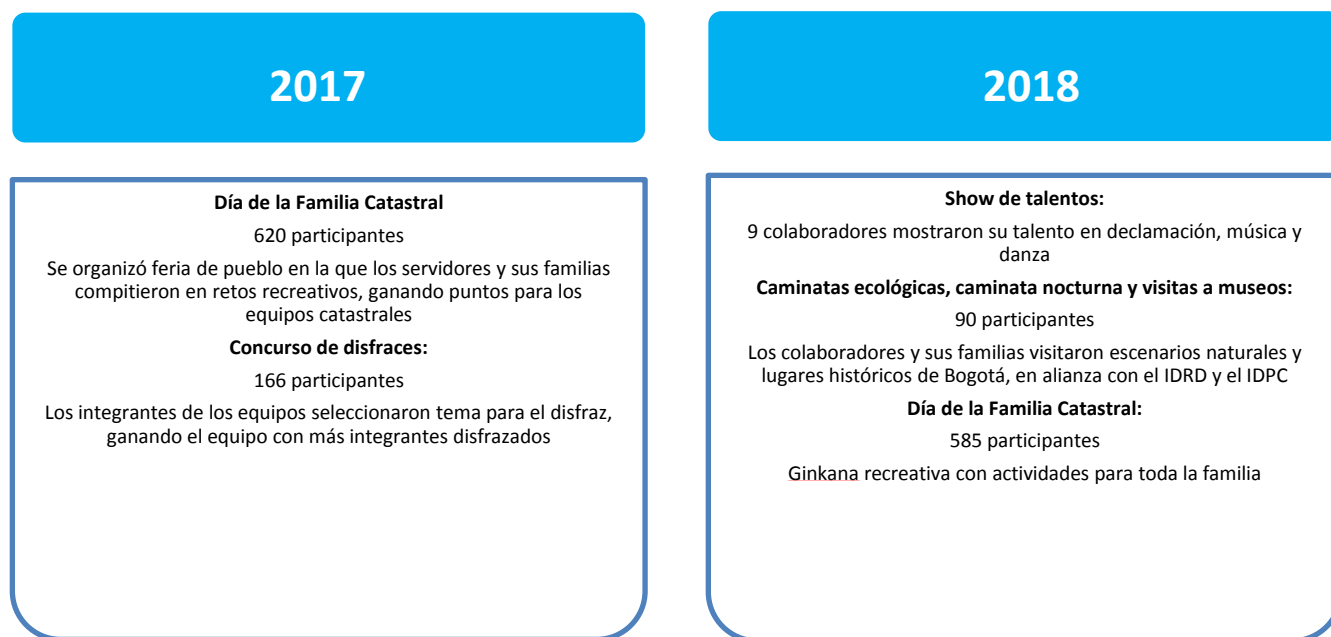 2017
Día de la Familia Catastral
620 participantes
Se organizó feria de pueblo en la que los servidores y sus familias
compitieron en retos recreativos, ganando puntos para los
equipos catastrales
Concurso de disfraces:
166 participantes
Los integrantes de los equipos seleccionaron tema para el disfraz,
ganando el equipo con más integrantes disfrazados
2018
Show de talentos:
9 colaboradores mostraron su talento en declamación, música y
danza
Caminatas ecológicas, caminata nocturna y visitas a museos:
90 participantes
Los colaboradores y sus familias visitaron escenarios naturales y
lugares históricos de Bogotá, en alianza con el IDRD y el IDPC
Día de la Familia Catastral:
585 participantes
Ginkana recreativa con actividades para toda la familia